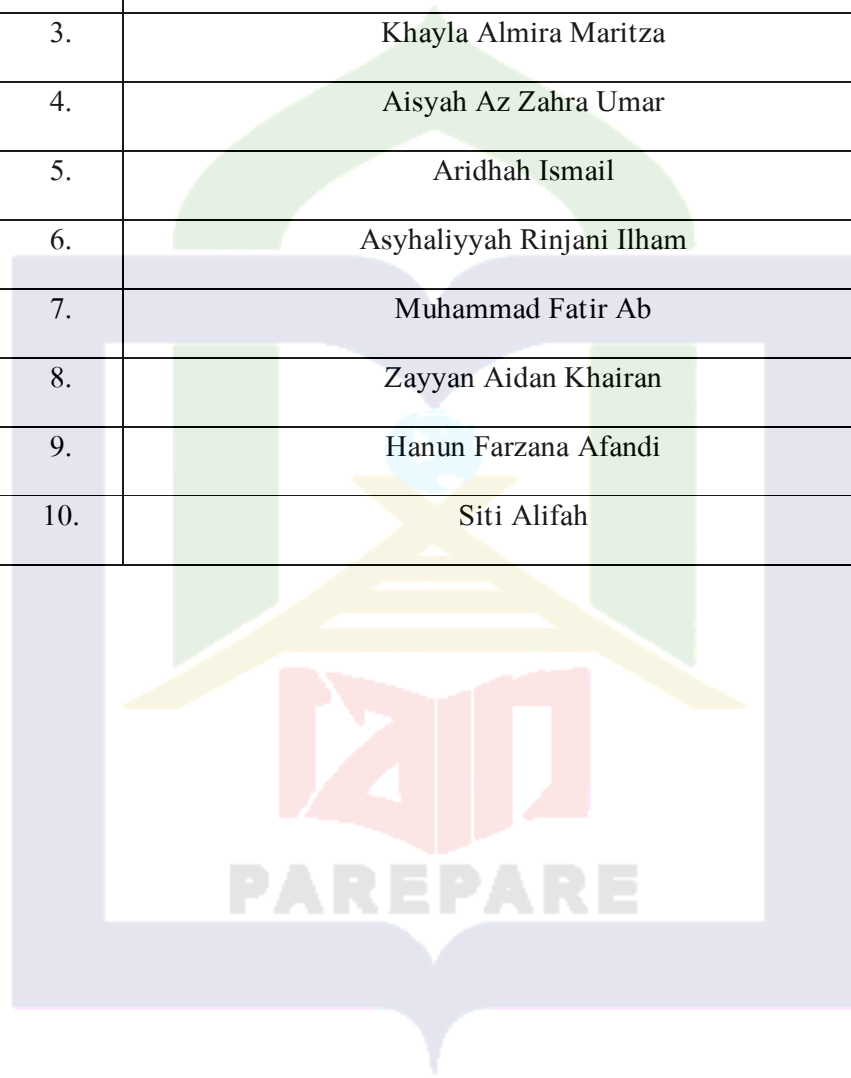 3. Khayla Almira Maritza
4. Aisyah Az Zahra Umar
5. Aridhah Ismail
6. Asyhaliyyah Rinjani Ilham
7. Muhammad Fatir Ab
8. Zayyan Aidan Khairan
9. Hanun Farzana Afandi
10. Siti Alifah
iain
PAREPARE